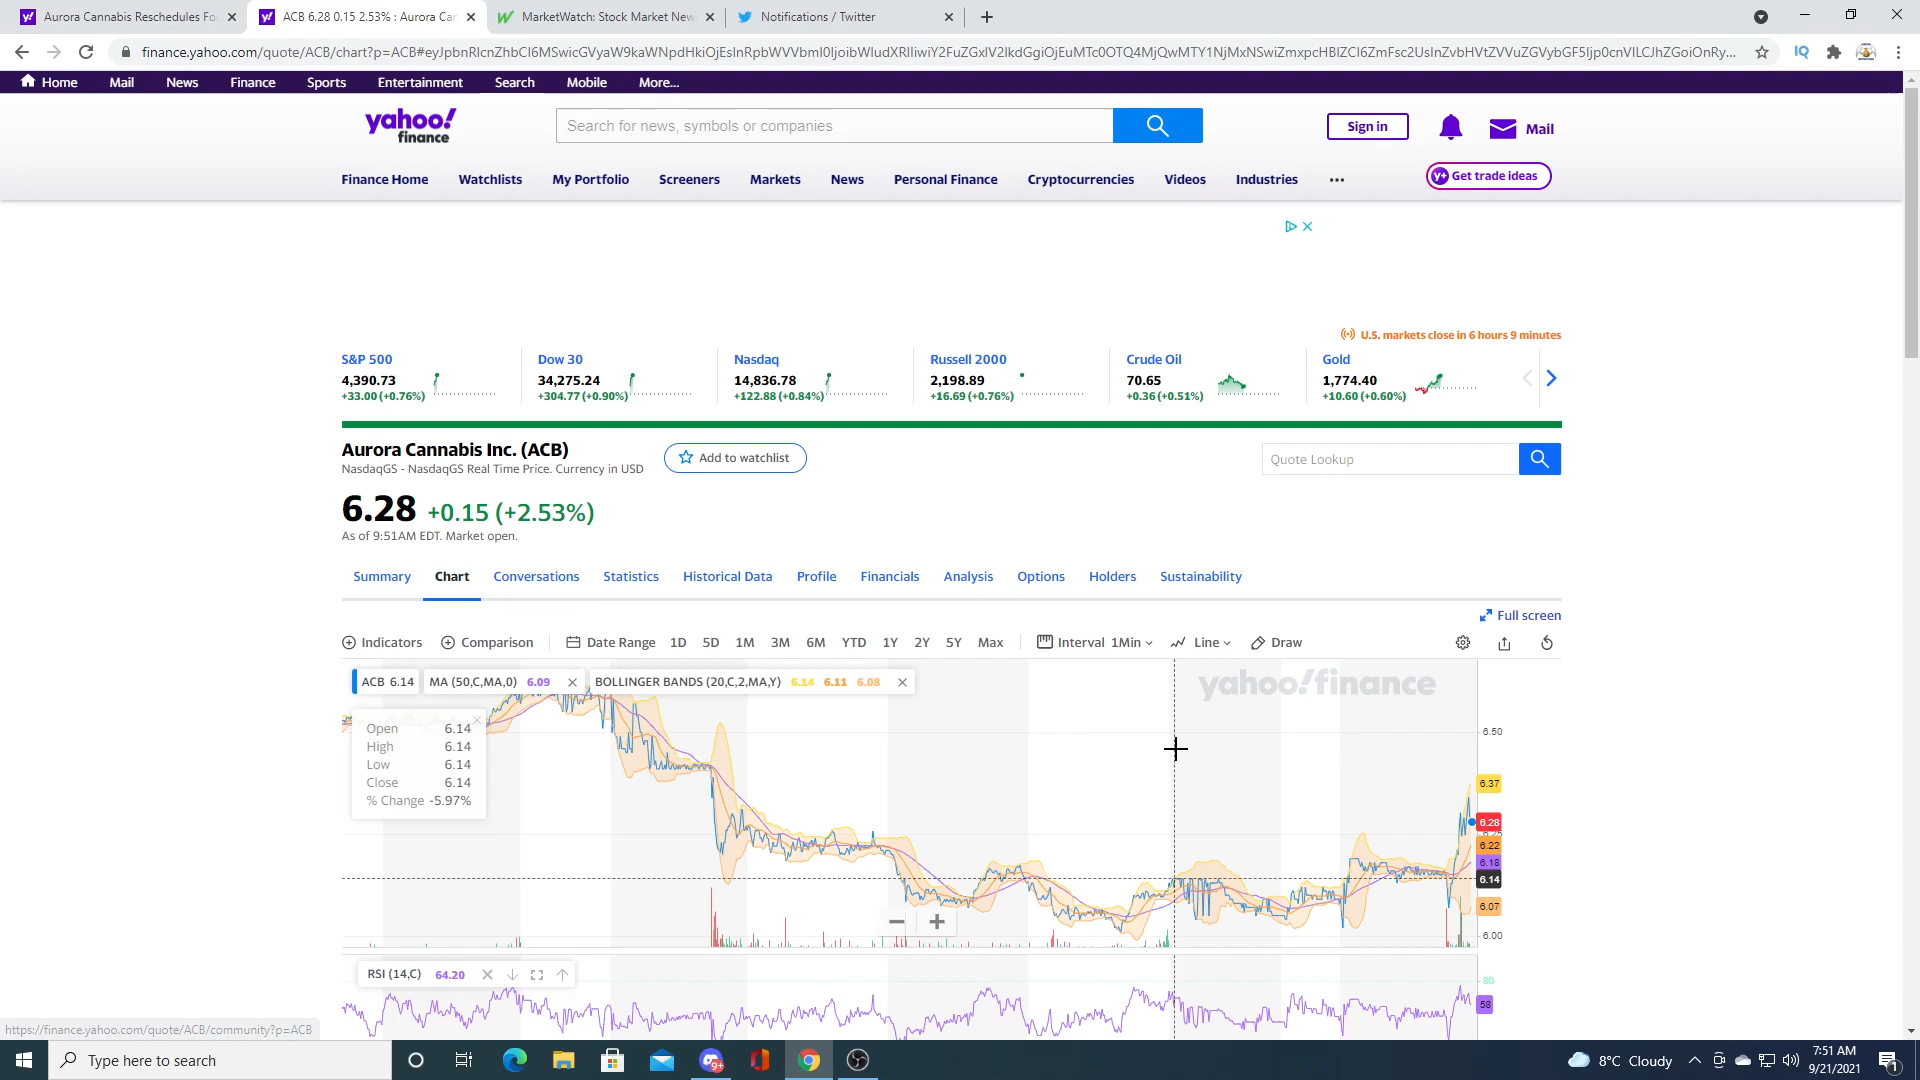 Aurora Cannabis Reschedules Fou
ACB 6.28 0.15 2.53% : Aurora Can
MarketWatch: Stock Market New
Notifications / Twitter
Home Mail News Finance Sports Entertainment Search Mobile More...
yahoo! finance
Search for news, symbols or companies
Sign in
Mail
Finance Home Watchlists My Portfolio Screeners Markets News Personal Finance Cryptocurrencies Videos Industries ...
Get trade ideas
U.S. markets close in 6 hours 9 minutes
S&P 500 Dow 30 Nasdaq Russell 2000 Crude Oil Gold
4,390.73 34,275.24 14,836.78 2,198.89 70.65 1,774.40
+33.00 (+0.76%) +304.77 (+0.90%) +122.88 (+0.84%) +16.69 (+0.76%) +0.36 (+0.51%) +10.60 (+0.60%)
Aurora Cannabis Inc. (ACB)
Add to watchlist
Quote Lookup
NasdaqGS - NasdaqGS Real Time Price. Currency in USD
6.28 +0.15 (+2.53%)
As of 9:51AM EDT. Market open.
Summary Chart Conversations Statistics Historical Data Profile Financials Analysis Options Holders Sustainability
Full screen
Indicators Comparison Date Range 1D 5D 1M 3M 6M YTD 1Y 2Y 5Y Max Interval 1Min Line Draw
ACB 6.14 MA (50,C,MA,0) 6.09 BOLLINGER BANDS (20,C,2,MA,Y) 6.14 6.11 6.08
yahoo!finance
Open 6.14
High 6.14
Low 6.14
Close 6.14
% Change -5.97%
6.50
6.37
6.28
6.22
6.18
6.14
6.07
6.00
RSI (14,C) 64.20
80
58
https://finance.yahoo.com/quote/ACB/community?p=ACB
Type here to search
9+
8°C Cloudy
7:51 AM
9/21/2021
1